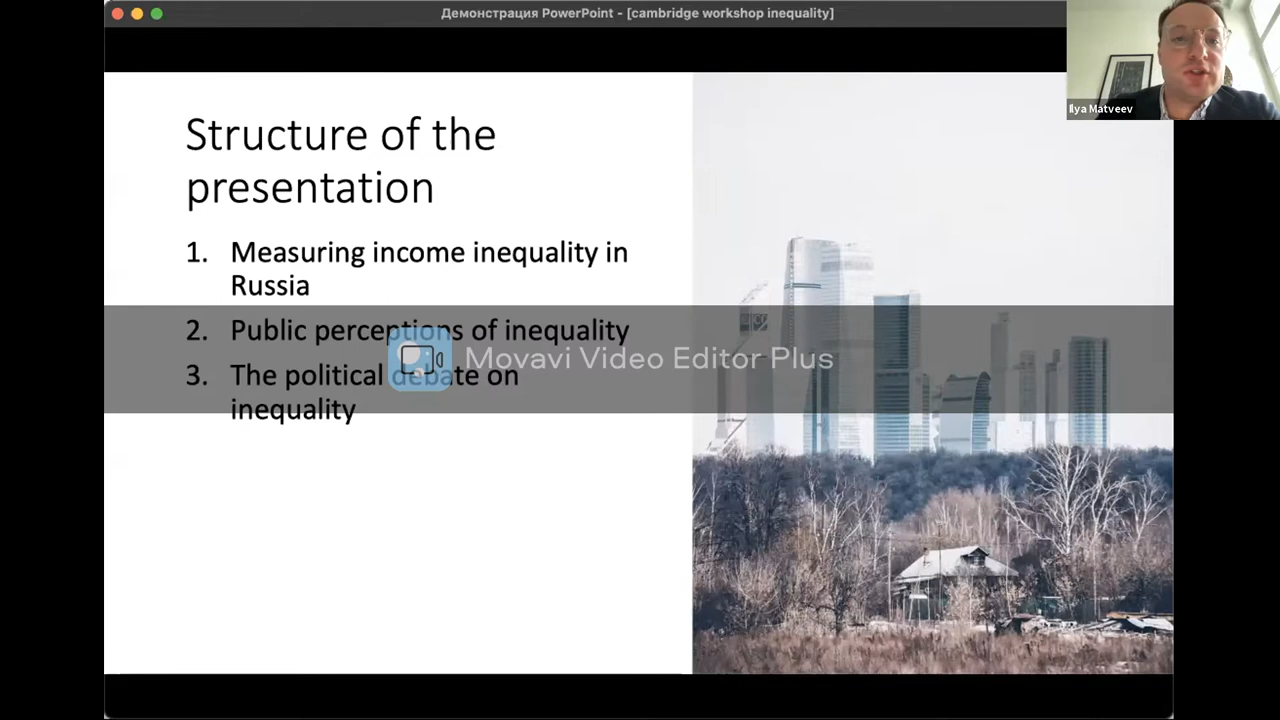 Демонстрация PowerPoint - [cambridge workshop inequality]
Ilya Matveev
Structure of the
presentation
1. Measuring income inequality in
Russia
2. Public perceptions of inequality
3. The political debate on
inequality
Movavi Video Editor Plus